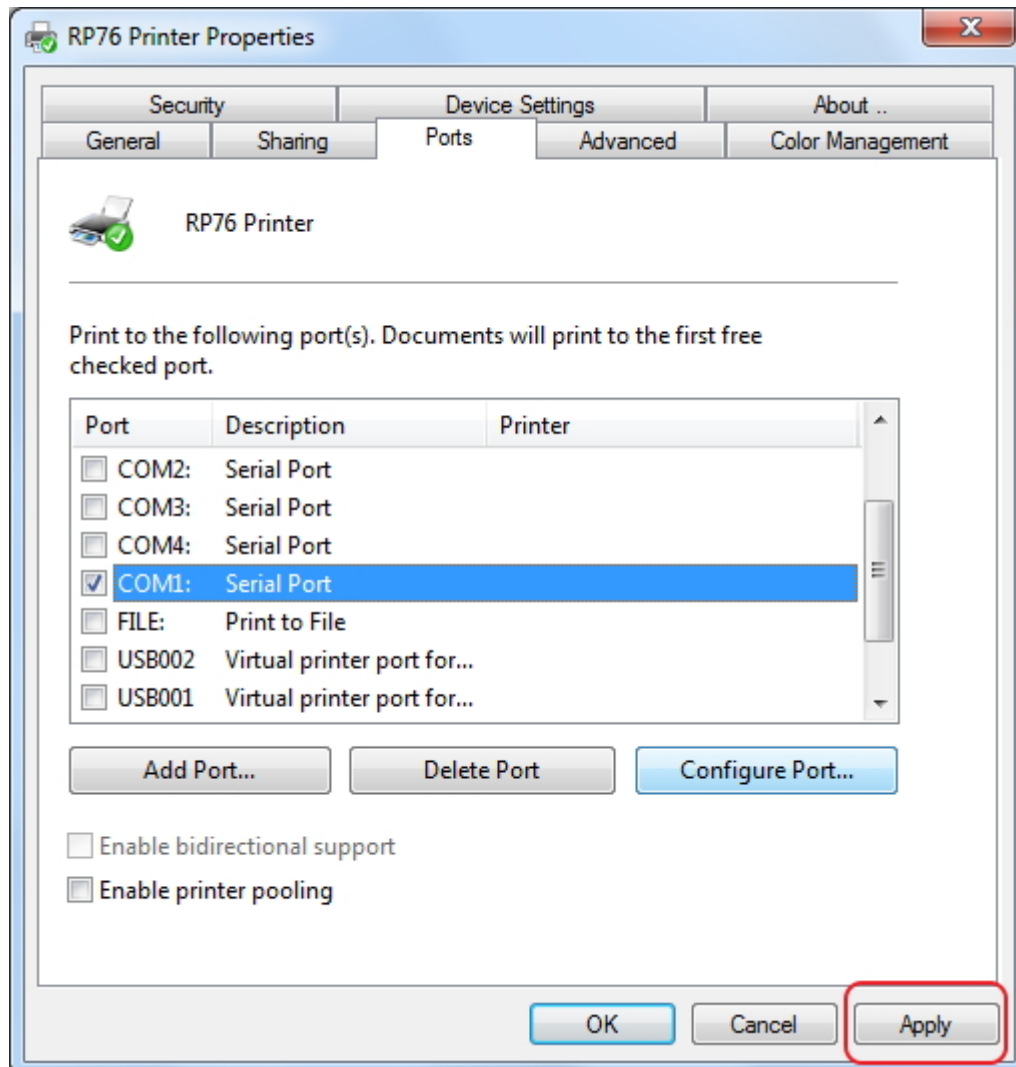 RP76 Printer Properties
Security Device Settings About ..
General Sharing Ports Advanced Color Management
RP76 Printer
Print to the following port(s). Documents will print to the first free
checked port.
Port Description Printer
COM2: Serial Port
COM3: Serial Port
COM4: Serial Port
COM1: Serial Port
FILE: Print to File
USB002 Virtual printer port for...
USB001 Virtual printer port for...
Add Port... Delete Port Configure Port...
Enable bidirectional support
Enable printer pooling
OK Cancel Apply